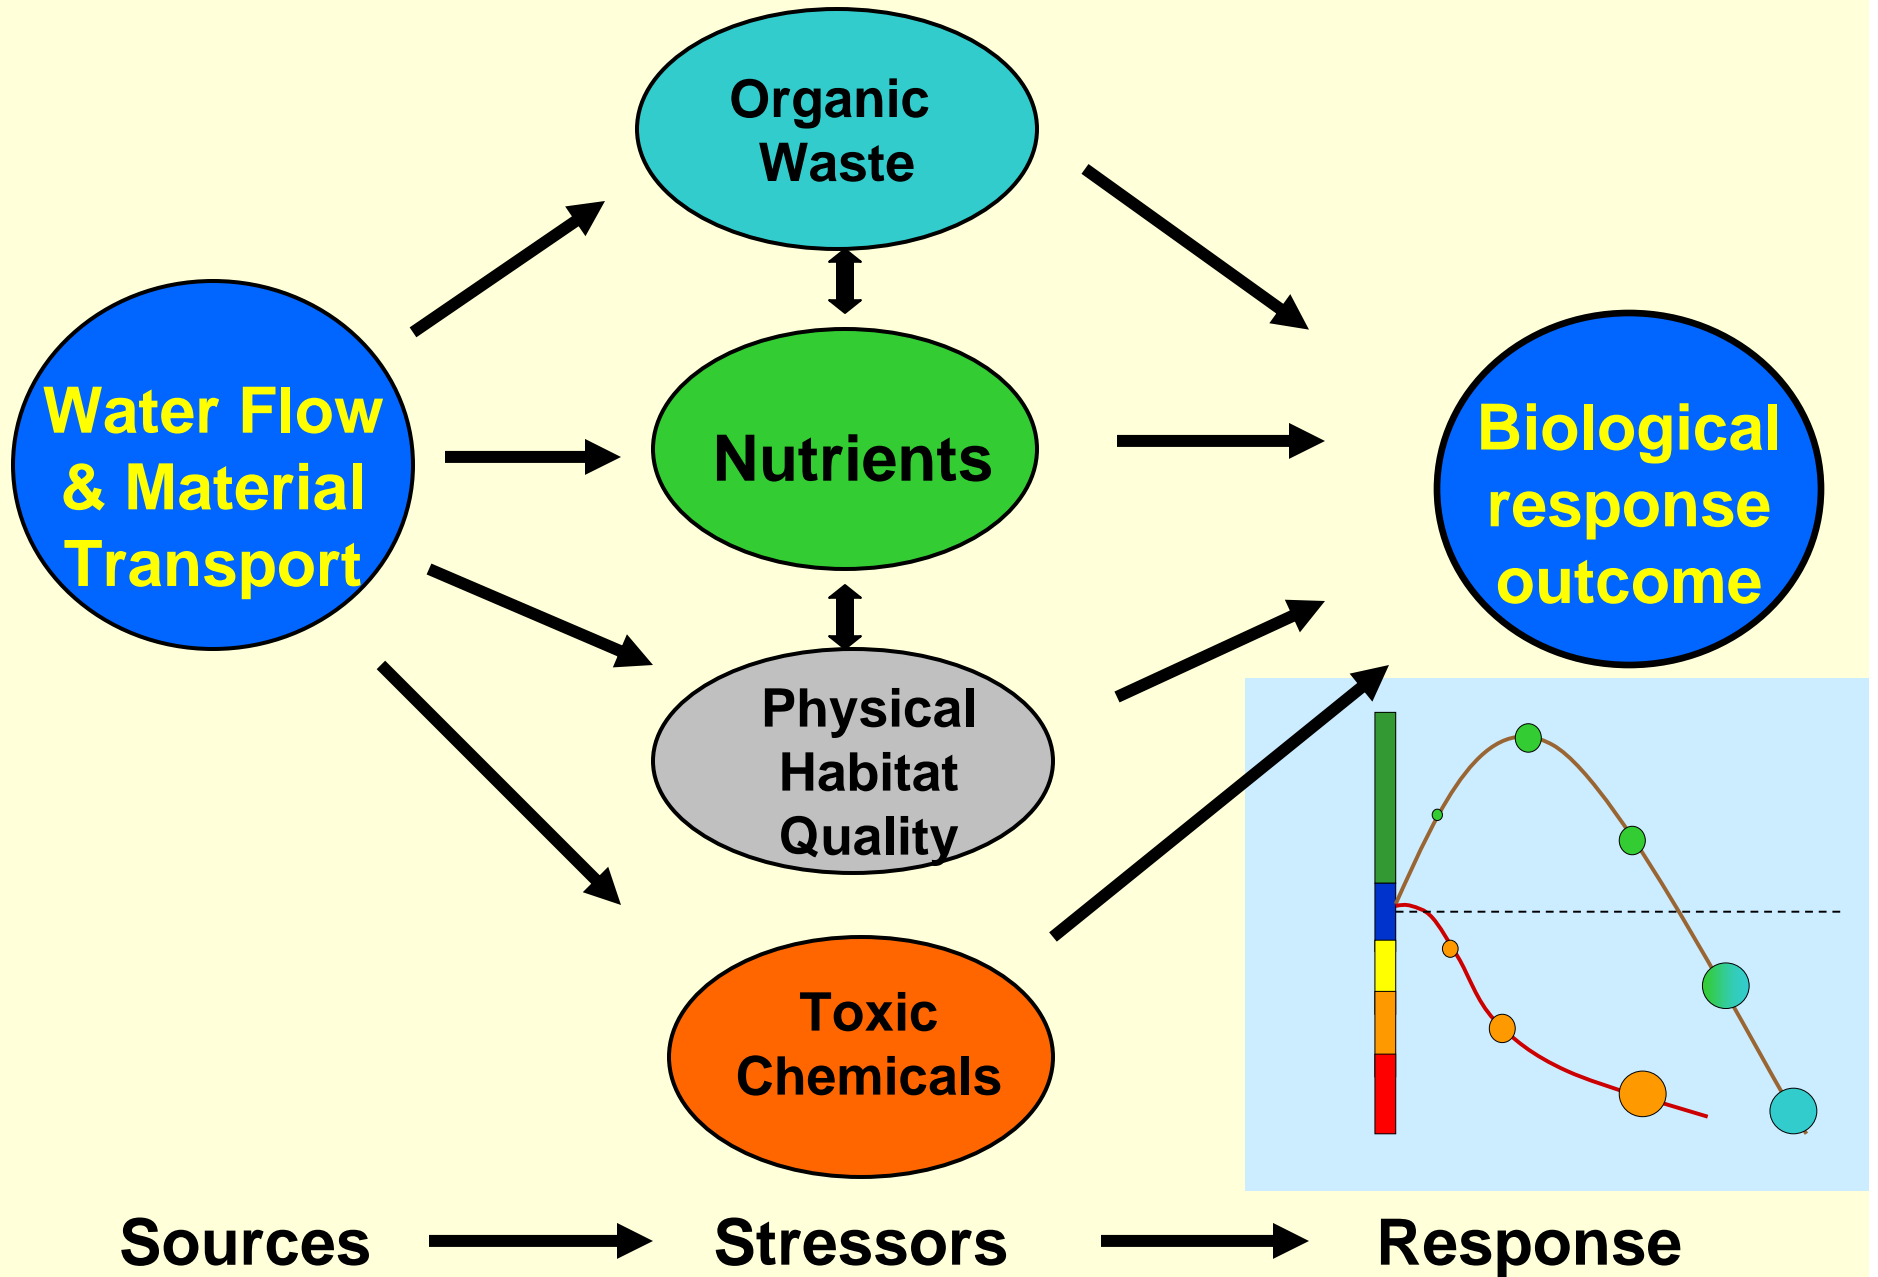 Organic
Waste
Water Flow
& Material
Transport
Nutrients
Biological
response
outcome
Physical
Habitat
Quality
Toxic
Chemicals
Sources
Stressors
Response